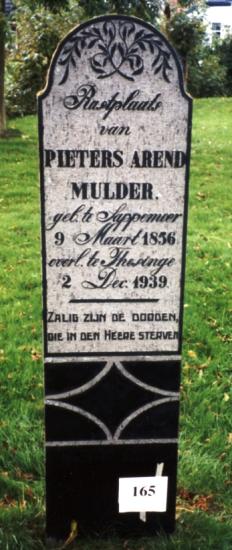 Rustplaats
van
PIETERS AREND
MULDER.
geb. te Sappemeer
9 Maart 1856
overl. te Thesinge
2 Dec. 1939.
ZALIG ZIJN DE DOODEN,
DIE IN DEN HEERE STERVEN
165